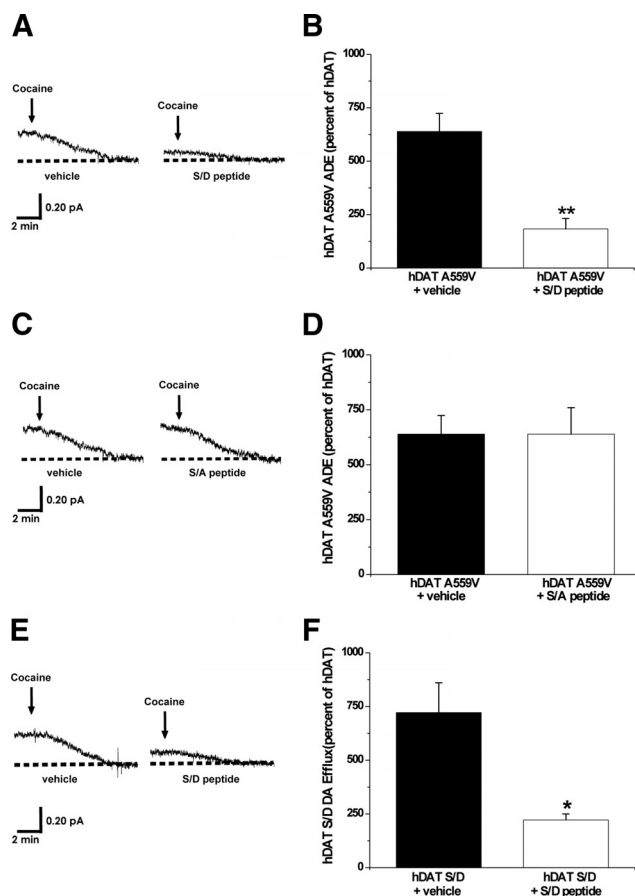 A
Cocaine
Cocaine
vehicle
S/D peptide
0.20 pA
2 min
B
hDAT A559V ADE (percent of hDAT)
1000
750
500
250
0
**
hDAT A559V
+ vehicle
hDAT A559V
+ S/D peptide
C
Cocaine
Cocaine
vehicle
S/A peptide
0.20 pA
2 min
D
hDAT A559V ADE (percent of hDAT)
1000
750
500
250
0
hDAT A559V
+ vehicle
hDAT A559V
+ S/A peptide
E
Cocaine
Cocaine
vehicle
S/D peptide
0.20 pA
2 min
F
hDAT S/D DA Efflux(percent of hDAT)
1000
750
500
250
0
*
hDAT S/D
+ vehicle
hDAT S/D
+ S/D peptide